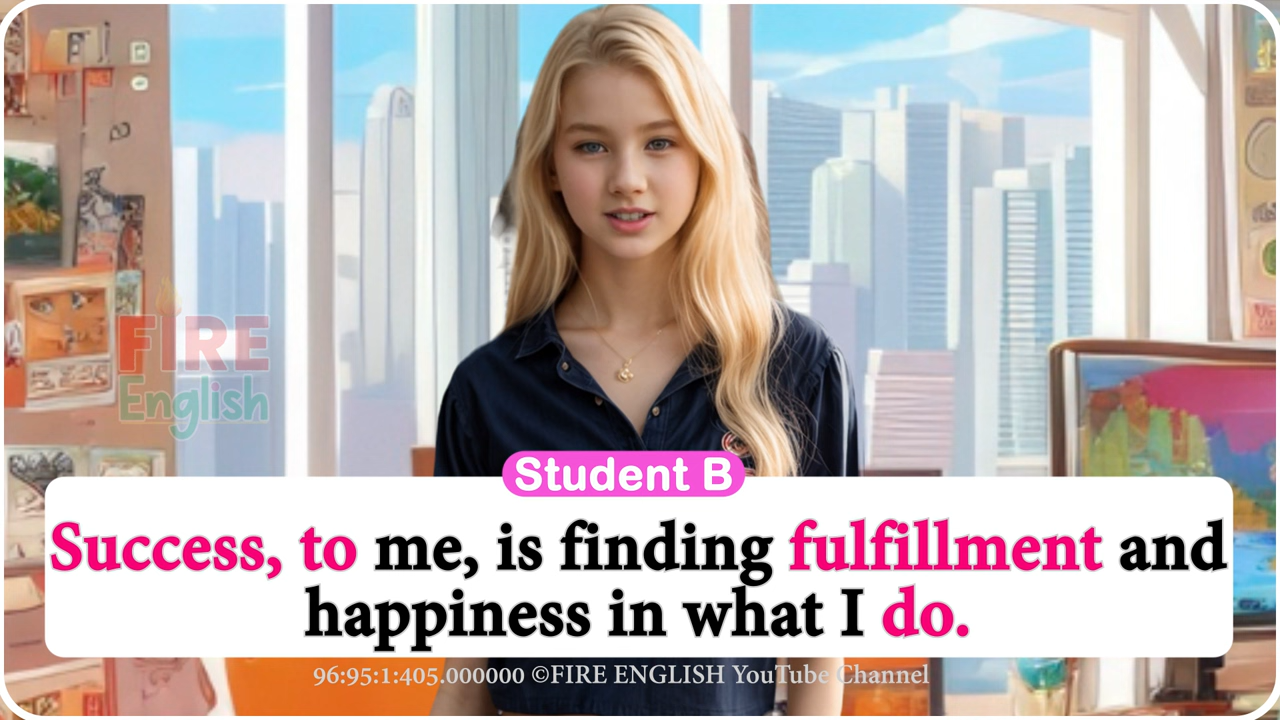 FIRE
English
Student B
Success, to me, is finding fulfillment and
happiness in what I do.
96:95:1:405.000000 ©FIRE ENGLISH YouTube Channel